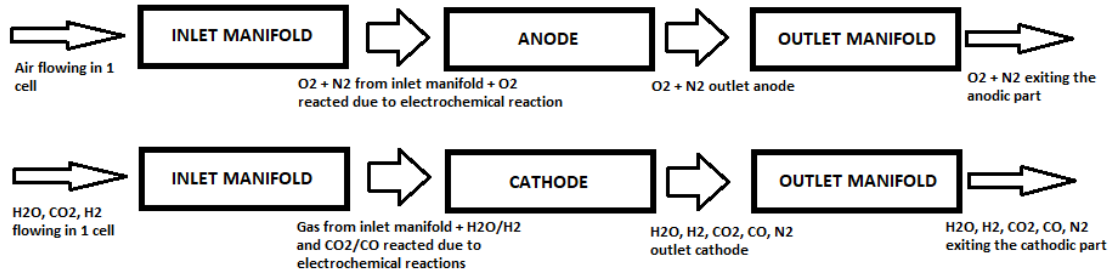 INLET MANIFOLD
ANODE
OUTLET MANIFOLD
Air flowing in 1
cell
O2 + N2 from inlet manifold + O2
reacted due to electrochemical reaction
O2 + N2 outlet anode
O2 + N2 exiting the
anodic part
INLET MANIFOLD
CATHODE
OUTLET MANIFOLD
H2O, CO2, H2
flowing in 1 cell
Gas from inlet manifold + H2O/H2
and CO2/CO reacted due to
electrochemical reactions
H2O, H2, CO2, CO, N2
outlet cathode
H2O, H2, CO2, CO, N2
exiting the cathodic part